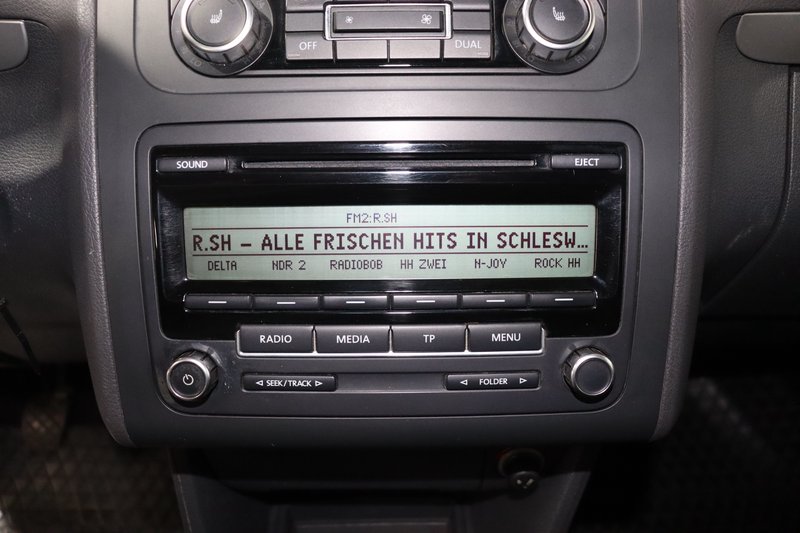 OFF DUAL
SOUND EJECT
FM2:R.SH
R.SH – ALLE FRISCHEN HITS IN SCHLESW...
DELTA NDR 2 RADIOBOB HH ZWEI N-JOY ROCK HH
RADIO MEDIA TP MENU
SEEK/TRACK FOLDER